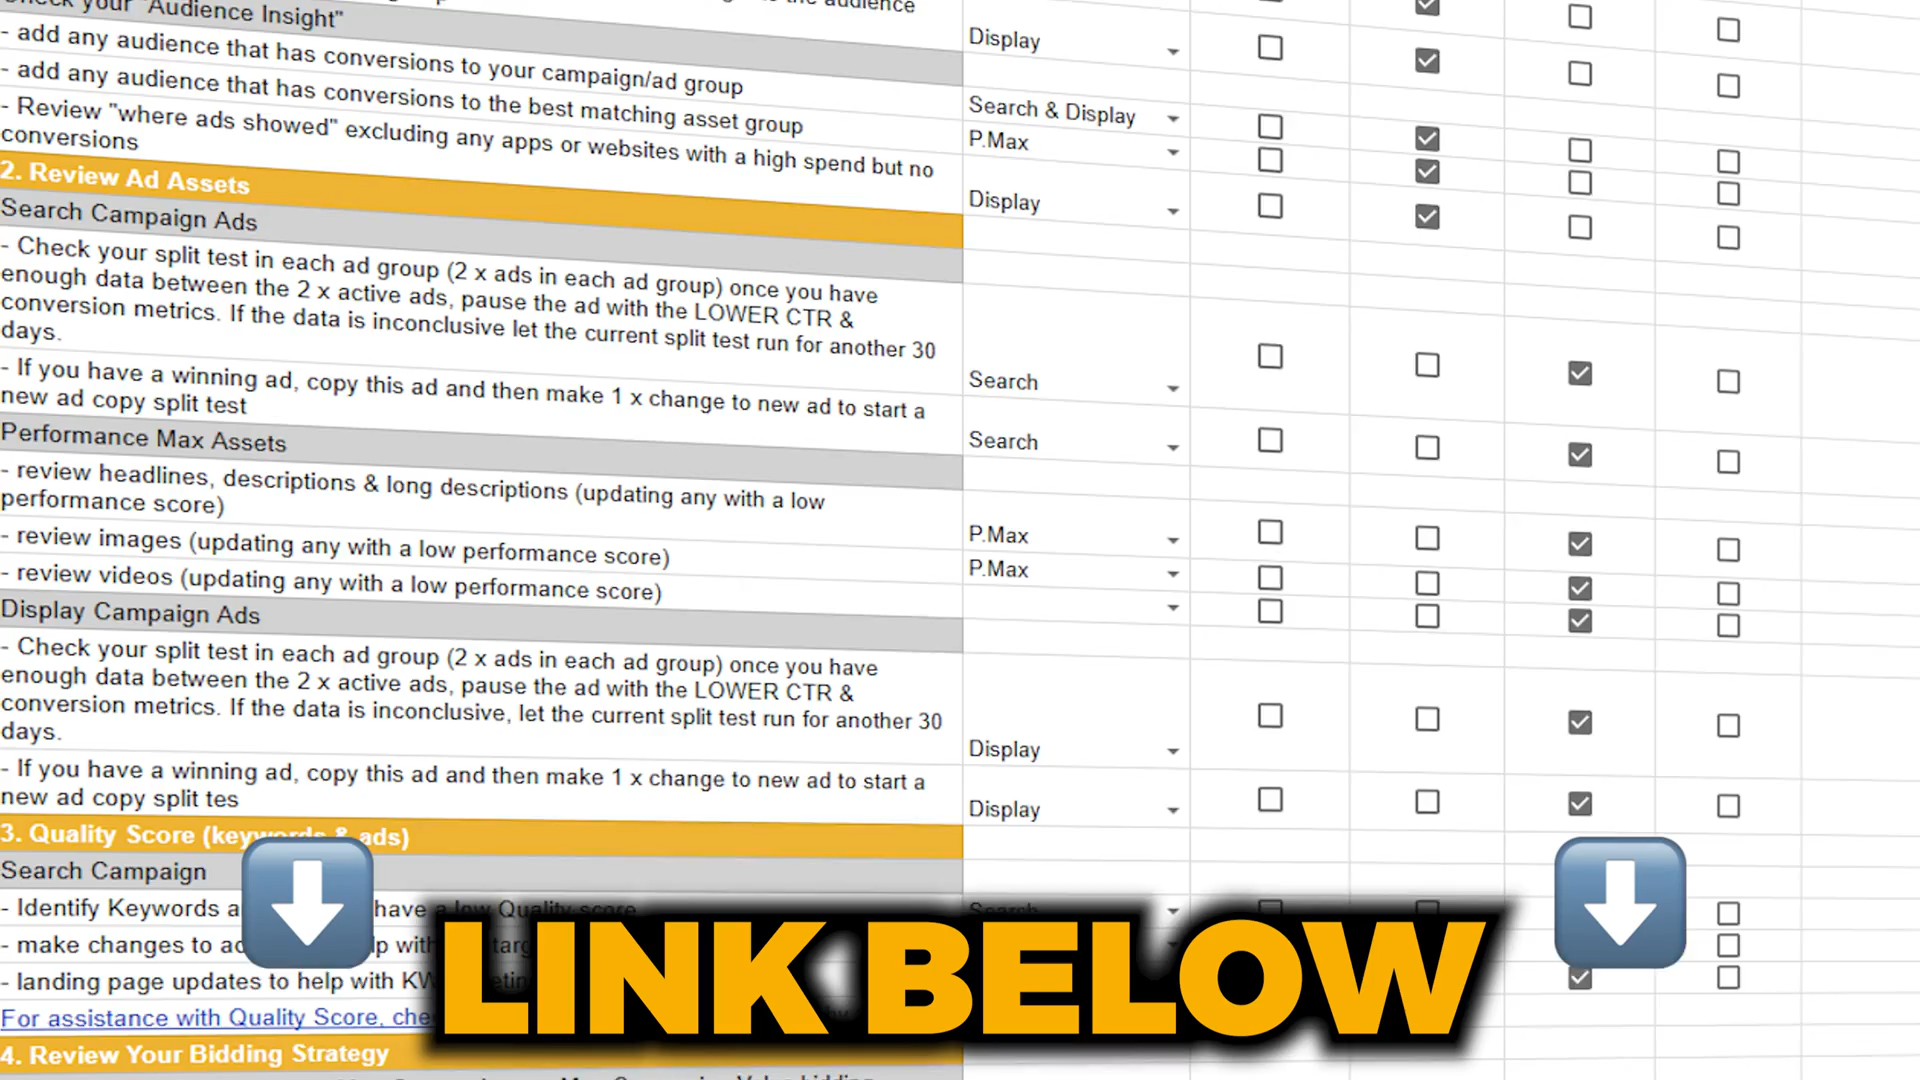 check your "Audience Insight"
audience
- add any audience that has conversions to your campaign/ad group
Display
- add any audience that has conversions to the best matching asset group
Search & Display
- Review "where ads showed" excluding any apps or websites with a high spend but no
conversions
P.Max
2. Review Ad Assets
Display
Search Campaign Ads
- Check your split test in each ad group (2 x ads in each ad group) once you have
enough data between the 2 x active ads, pause the ad with the LOWER CTR &
conversion metrics. If the data is inconclusive let the current split test run for another 30
days.
Search
- If you have a winning ad, copy this ad and then make 1 x change to new ad to start a
new ad copy split test
Search
Performance Max Assets
- review headlines, descriptions & long descriptions (updating any with a low
performance score)
P.Max
- review images (updating any with a low performance score)
P.Max
- review videos (updating any with a low performance score)
Display Campaign Ads
- Check your split test in each ad group (2 x ads in each ad group) once you have
enough data between the 2 x active ads, pause the ad with the LOWER CTR &
conversion metrics. If the data is inconclusive, let the current split test run for another 30
days.
Display
- If you have a winning ad, copy this ad and then make 1 x change to new ad to start a
new ad copy split tes
Display
3. Quality Score (keywords & ads)
Search Campaign
- Identify Keywords a have a low Quality score
Search
- make changes to
- landing page updates to help with
For assistance with Quality Score,
4. Review Your Bidding Strategy
LINK BELOW